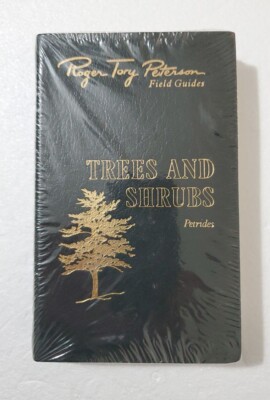 Roger Tory Peterson
Field Guides
TREES AND
SHRUBS
Petrides